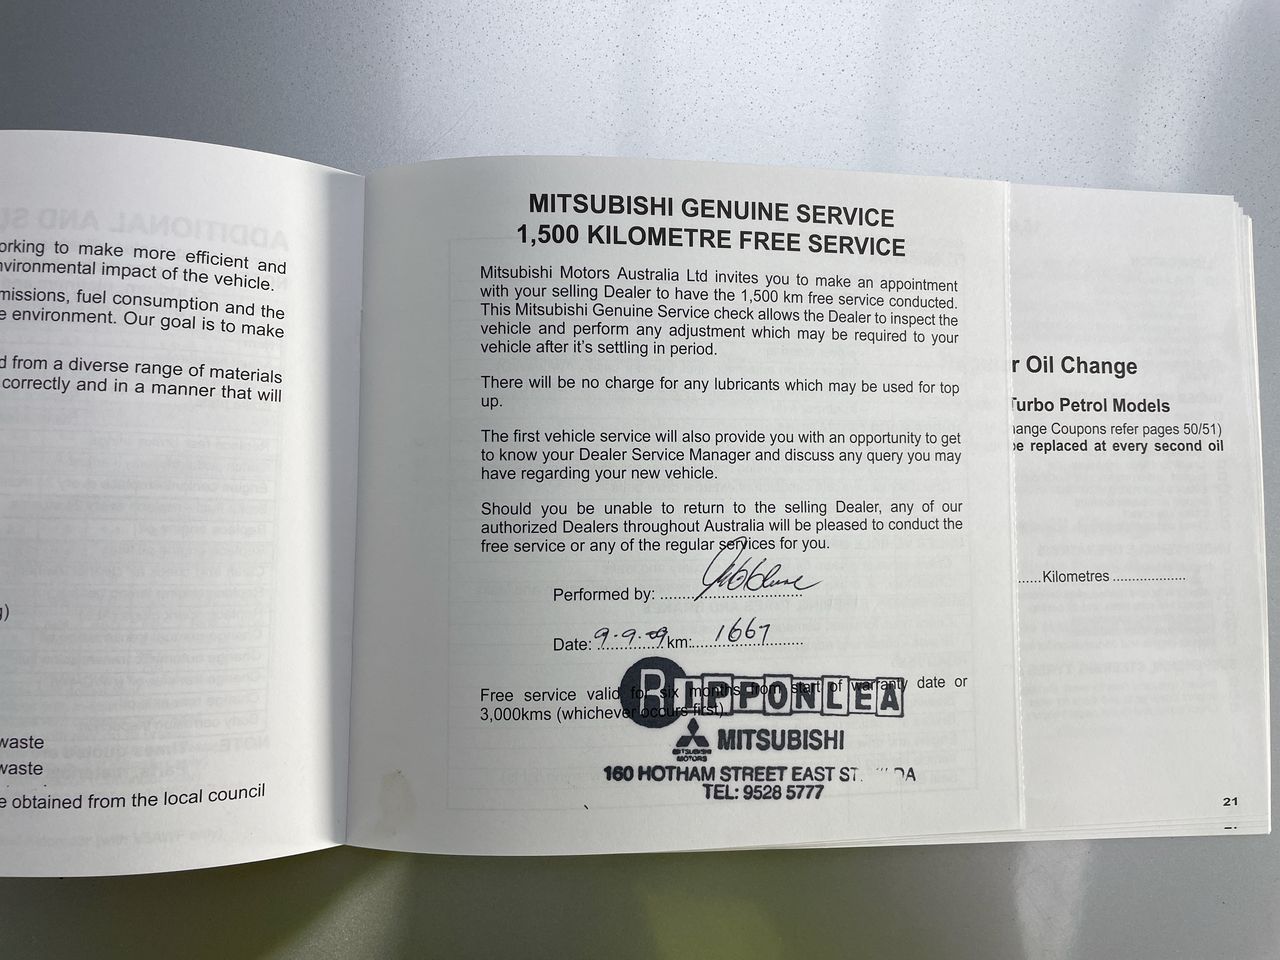 orking to make more efficient and
nvironmental impact of the vehicle.
missions, fuel consumption and the
e environment. Our goal is to make
d from a diverse range of materials
correctly and in a manner that will
)
waste
waste
e obtained from the local council
MITSUBISHI GENUINE SERVICE
1,500 KILOMETRE FREE SERVICE
Mitsubishi Motors Australia Ltd invites you to make an appointment
with your selling Dealer to have the 1,500 km free service conducted.
This Mitsubishi Genuine Service check allows the Dealer to inspect the
vehicle and perform any adjustment which may be required to your
vehicle after it's settling in period.
There will be no charge for any lubricants which may be used for top
up.
The first vehicle service will also provide you with an opportunity to get
to know your Dealer Service Manager and discuss any query you may
have regarding your new vehicle.
Should you be unable to return to the selling Dealer, any of our
authorized Dealers throughout Australia will be pleased to conduct the
free service or any of the regular services for you.
Performed by:
Date: 9.9.09 km: 1667
Free service valid for six months from start of warranty date or
3,000kms (whichever occurs first)
RIPPONLEA
MITSUBISHI
MOTORS
MITSUBISHI
160 HOTHAM STREET EAST ST.
TEL: 9528 5777
r Oil Change
Turbo Petrol Models
ange Coupons refer pages 50/51)
be replaced at every second oil
......Kilometres ...................
21